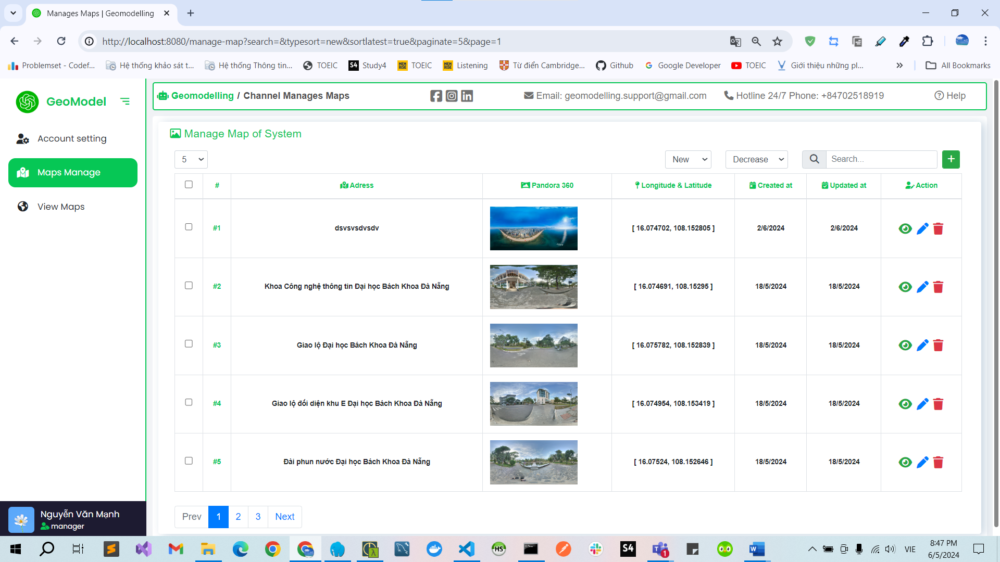 Manages Maps | Geomodelling
http://localhost:8080/manage-map?search=&typesort=new&sortlatest=true&paginate=5&page=1
Problemset - Codef...
Hệ thống khảo sát t...
Hệ thống Thông tin...
TOEIC
S4 Study4
MEM RISE TOEIC
MEM RISE Listening
Từ điển Cambridge...
Github
G Google Developer
TOEIC
Giới thiệu những pl...
All Bookmarks
GeoModel
Account setting
Maps Manage
View Maps
Nguyễn Văn Mạnh
manager
Geomodelling / Channel Manages Maps
Email: geomodelling.support@gmail.com
Hotline 24/7 Phone: +84702518919
Help
Manage Map of System
5
New
Decrease
Search...
+
# Adress Pandora 360 Longitude & Latitude Created at Updated at Action
#1 dsvsvsdvsdv [ 16.074702, 108.152805 ] 2/6/2024 2/6/2024
#2 Khoa Công nghệ thông tin Đại học Bách Khoa Đà Nẵng [ 16.074691, 108.15295 ] 18/5/2024 18/5/2024
#3 Giao lộ Đại học Bách Khoa Đà Nẵng [ 16.075782, 108.152839 ] 18/5/2024 18/5/2024
#4 Giao lộ đối diện khu E Đại học Bách Khoa Đà Nẵng [ 16.074954, 108.153419 ] 18/5/2024 18/5/2024
#5 Đài phun nước Đại học Bách Khoa Đà Nẵng [ 16.07524, 108.152646 ] 18/5/2024 18/5/2024
Prev 1 2 3 Next
HS
S4
1
VIE
8:47 PM
6/5/2024